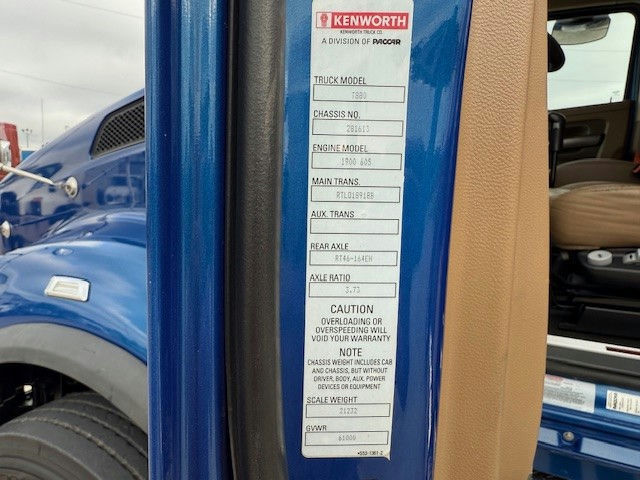 KENWORTH
KENWORTH TRUCK CO.
A DIVISION OF PACCAR
TRUCK MODEL
T880
CHASSIS NO.
281613
ENGINE MODEL
1900 605
MAIN TRANS.
RTLO18918B
AUX. TRANS
REAR AXLE
RT46-164EH
AXLE RATIO
3.73
CAUTION
OVERLOADING OR
OVERSPEEDING WILL
VOID YOUR WARRANTY
NOTE
CHASSIS WEIGHT INCLUDES CAB
AND CHASSIS, BUT WITHOUT
DRIVER, BODY, AUX. POWER
DEVICES OR EQUIPMENT
SCALE WEIGHT
21232
GVWR
61000